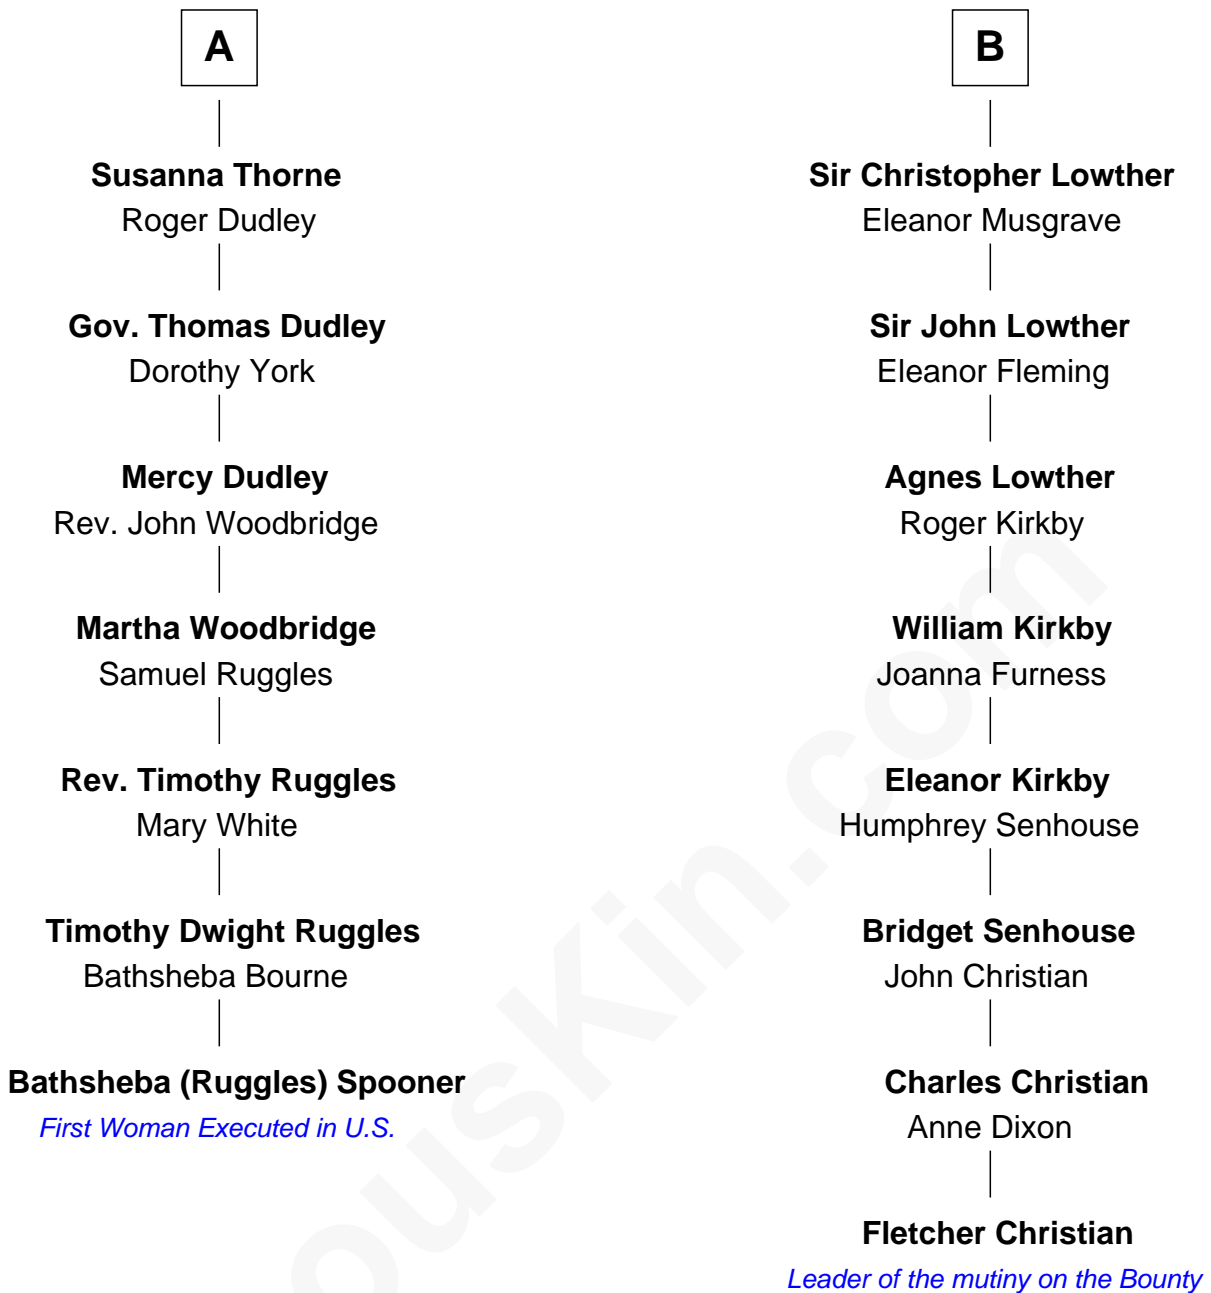 A
Susanna Thorne
Roger Dudley
Gov. Thomas Dudley
Dorothy York
Mercy Dudley
Rev. John Woodbridge
Martha Woodbridge
Samuel Ruggles
Rev. Timothy Ruggles
Mary White
Timothy Dwight Ruggles
Bathsheba Bourne
Bathsheba (Ruggles) Spooner
First Woman Executed in U.S.
B
Sir Christopher Lowther
Eleanor Musgrave
Sir John Lowther
Eleanor Fleming
Agnes Lowther
Roger Kirkby
William Kirkby
Joanna Furness
Eleanor Kirkby
Humphrey Senhouse
Bridget Senhouse
John Christian
Charles Christian
Anne Dixon
Fletcher Christian
Leader of the mutiny on the Bounty
ousKin.com